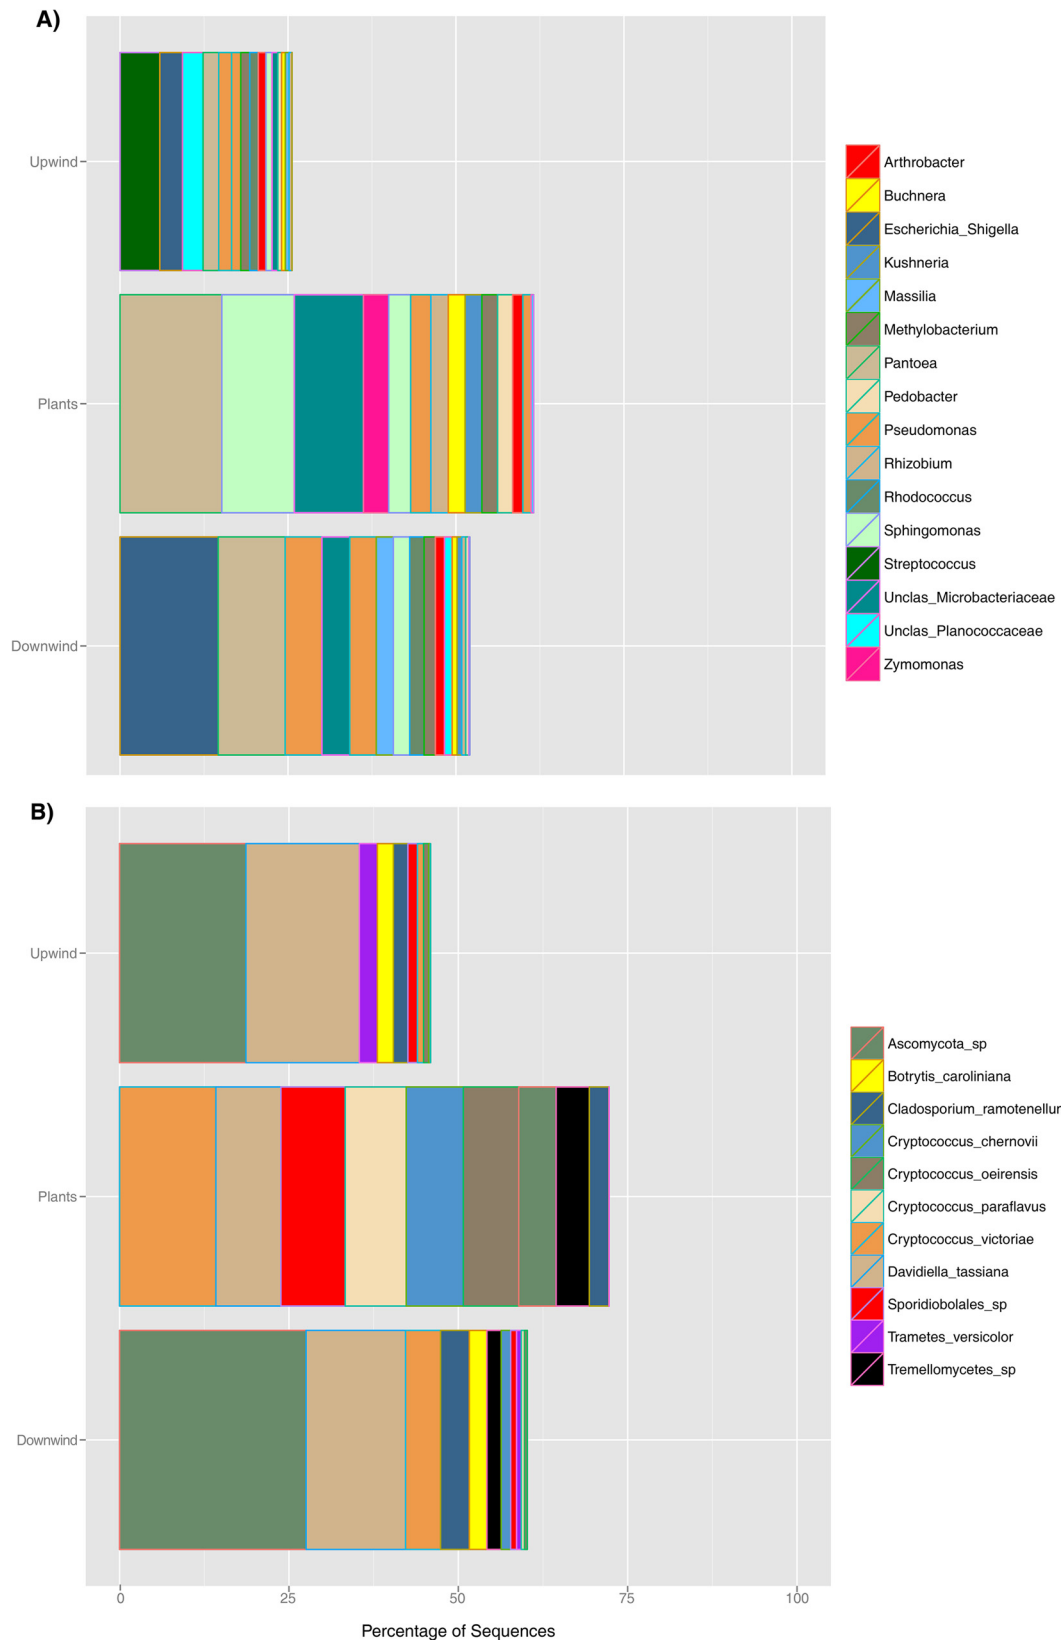 A)
Upwind
Plants
Downwind
Arthrobacter
Buchnera
Escherichia_Shigella
Kushneria
Massilia
Methylobacterium
Pantoea
Pedobacter
Pseudomonas
Rhizobium
Rhodococcus
Sphingomonas
Streptococcus
Unclas_Microbacteriaceae
Unclas_Planococcaceae
Zymomonas
B)
Upwind
Plants
Downwind
Ascomycota_sp
Botrytis_caroliniana
Cladosporium_ramotenellur
Cryptococcus_chernovii
Cryptococcus_oeirensis
Cryptococcus_paraflavus
Cryptococcus_victoriae
Davidiella_tassiana
Sporidiobolales_sp
Trametes_versicolor
Tremellomycetes_sp
0 25 50 75 100
Percentage of Sequences